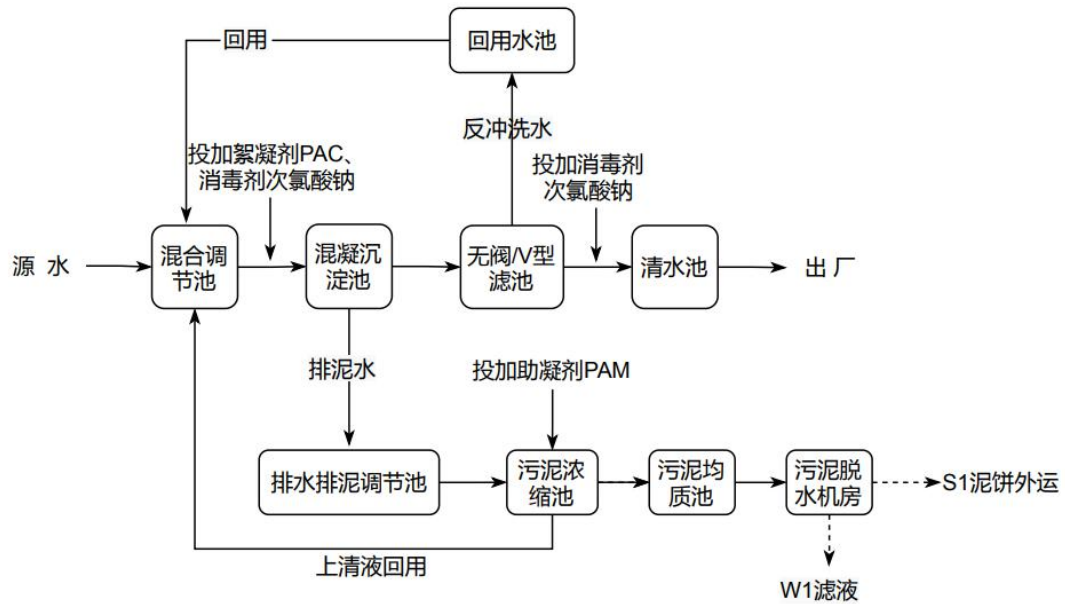 回用
回用水池
反冲洗水
投加絮凝剂PAC、
消毒剂次氯酸钠
投加消毒剂
次氯酸钠
源 水
混合调
节池
混凝沉
淀池
无阀/V型
滤池
清水池
出 厂
排泥水
投加助凝剂PAM
排水排泥调节池
污泥浓
缩池
污泥均
质池
污泥脱
水机房
S1泥饼外运
上清液回用
W1滤液